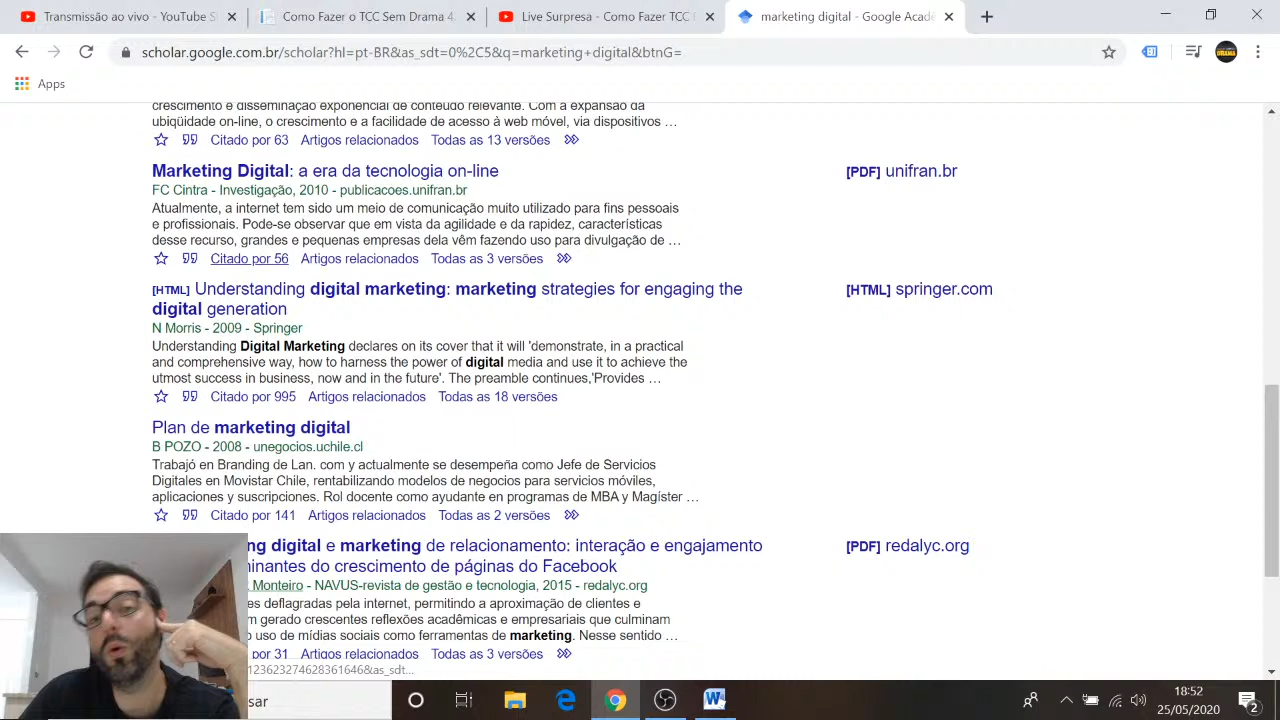 Transmissão ao vivo - YouTube S
Como Fazer o TCC Sem Drama 4.
Live Surpresa - Como Fazer TCC F
marketing digital - Google Acadê
scholar.google.com.br/scholar?hl=pt-BR&as_sdt=0%2C5&q=marketing+digital&btnG=
Apps
crescimento e disseminação exponencial de conteúdo relevante. Com a expansão da
ubiqüidade on-line, o crescimento e a facilidade de acesso à web móvel, via dispositivos …
Citado por 63 Artigos relacionados Todas as 13 versões
Marketing Digital: a era da tecnologia on-line
[PDF] unifran.br
FC Cintra - Investigação, 2010 - publicacoes.unifran.br
Atualmente, a internet tem sido um meio de comunicação muito utilizado para fins pessoais
e profissionais. Pode-se observar que em vista da agilidade e da rapidez, características
desse recurso, grandes e pequenas empresas dela vêm fazendo uso para divulgação de …
Citado por 56 Artigos relacionados Todas as 3 versões
[HTML] Understanding digital marketing: marketing strategies for engaging the
digital generation
[HTML] springer.com
N Morris - 2009 - Springer
Understanding Digital Marketing declares on its cover that it will 'demonstrate, in a practical
and comprehensive way, how to harness the power of digital media and use it to achieve the
utmost success in business, now and in the future'. The preamble continues,'Provides …
Citado por 995 Artigos relacionados Todas as 18 versões
Plan de marketing digital
B POZO - 2008 - unegocios.uchile.cl
Trabajó en Branding de Lan. com y actualmente se desempeña como Jefe de Servicios
Digitales en Movistar Chile, rentabilizando modelos de negocios para servicios móviles,
aplicaciones y suscripciones. Rol docente como ayudante en programas de MBA y Magíster …
Citado por 141 Artigos relacionados Todas as 2 versões
ng digital e marketing de relacionamento: interação e engajamento
minantes do crescimento de páginas do Facebook
[PDF] redalyc.org
Monteiro - NAVUS-revista de gestão e tecnologia, 2015 - redalyc.org
es deflagradas pela internet, permitindo a aproximação de clientes e
m gerado crescentes reflexões acadêmicas e empresariais que culminam
o uso de mídias sociais como ferramentas de marketing. Nesse sentido …
por 31 Artigos relacionados Todas as 3 versões
123623274628361646&as_sdt...
sar
18:52
25/05/2020
2